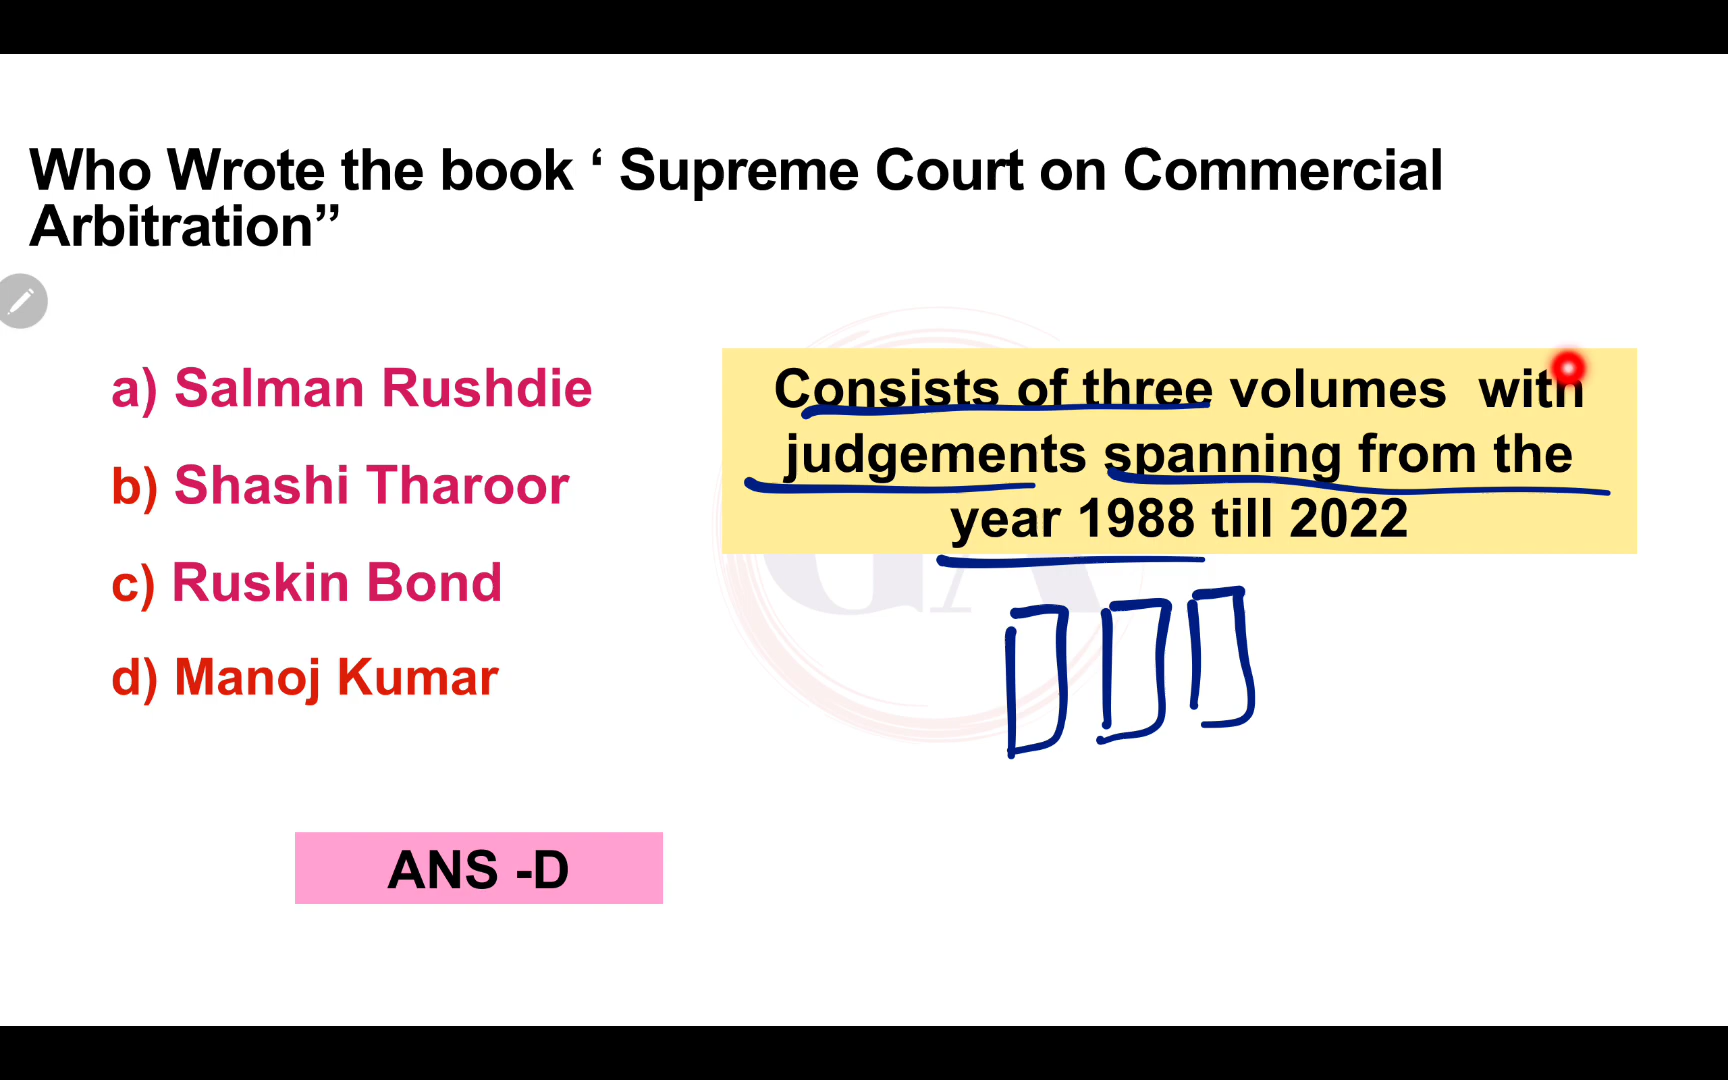 Who Wrote the book ‘ Supreme Court on Commercial
Arbitration”
a) Salman Rushdie
b) Shashi Tharoor
c) Ruskin Bond
d) Manoj Kumar
Consists of three volumes with
judgements spanning from the
year 1988 till 2022
GA
ANS -D